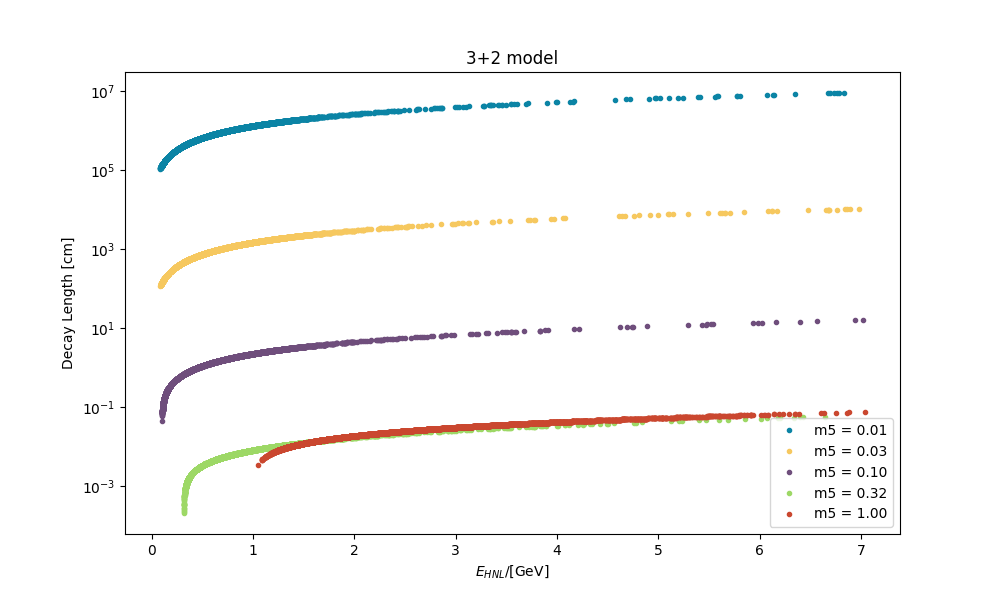 3+2 model
Decay Length [cm]
10^7
10^5
10^3
10^1
10^−1
10^−3
0 1 2 3 4 5 6 7
E_{HNL}/[GeV]
m5 = 0.01
m5 = 0.03
m5 = 0.10
m5 = 0.32
m5 = 1.00